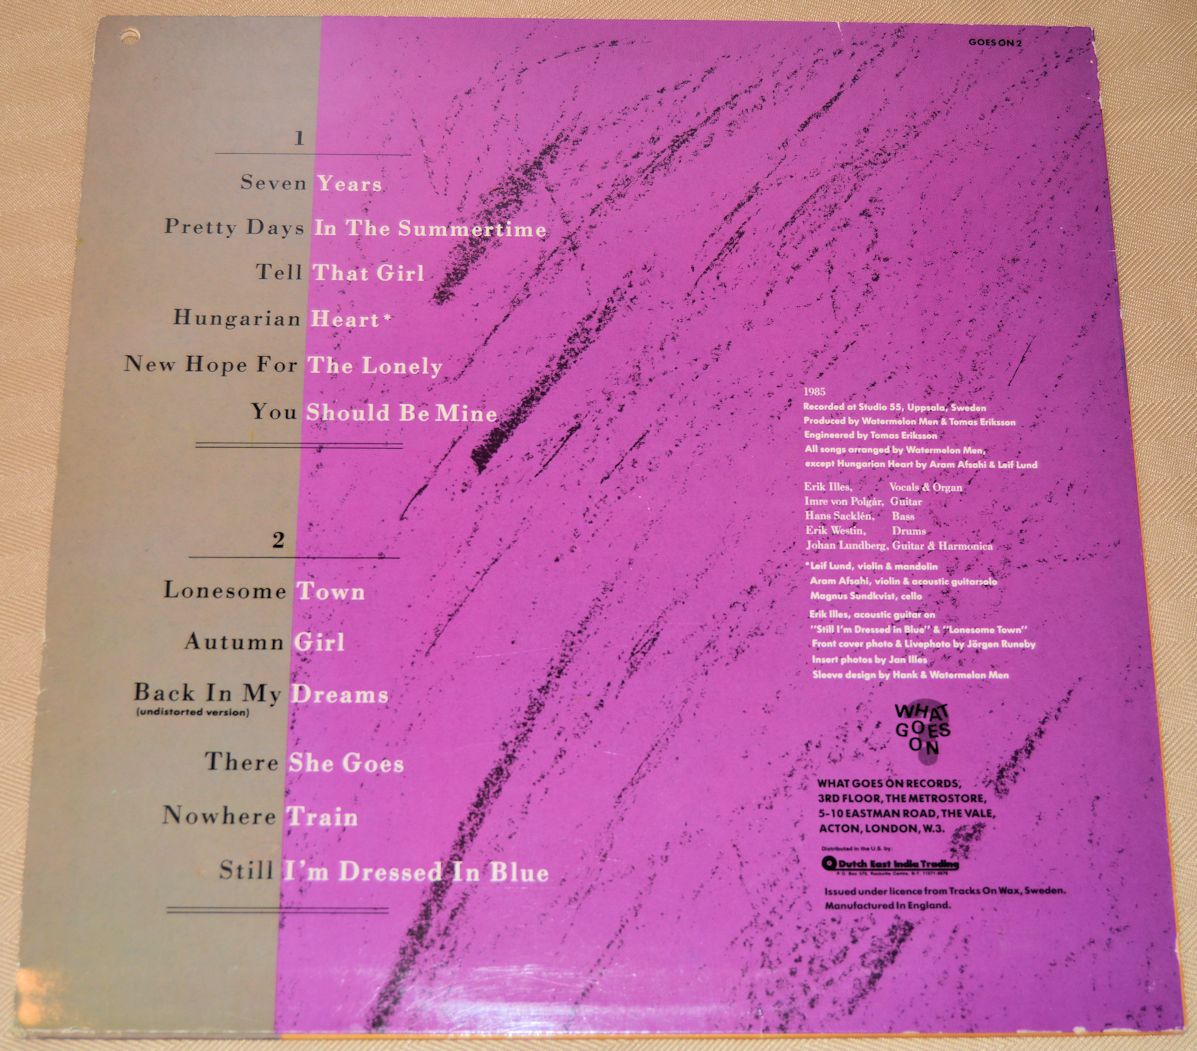 GOES ON 2
1
Seven Years
Pretty Days In The Summertime
Tell That Girl
Hungarian Heart*
New Hope For The Lonely
You Should Be Mine
2
Lonesome Town
Autumn Girl
Back In My Dreams
(undistorted version)
There She Goes
Nowhere Train
Still I'm Dressed In Blue
1985
Recorded at Studio 55, Uppsala, Sweden
Produced by Watermelon Men & Tomas Eriksson
Engineered by Tomas Eriksson
All songs arranged by Watermelon Men,
except Hungarian Heart by Aram Afsahi & Leif Lund
Erik Illes, Vocals & Organ
Imre von Polgár, Guitar
Hans Sacklén, Bass
Erik Westin, Drums
Johan Lundberg, Guitar & Harmonica
*Leif Lund, violin & mandolin
Aram Afsahi, violin & acoustic guitarsolo
Magnus Sundkvist, cello
Erik Illes, acoustic guitar on
"Still I'm Dressed in Blue" & "Lonesome Town"
Front cover photo & Livephoto by Jörgen Runeby
Insert photos by Jan Illes
Sleeve design by Hank & Watermelon Men
WHAT
GOES
ON
WHAT GOES ON RECORDS,
3RD FLOOR, THE METROSTORE,
5-10 EASTMAN ROAD, THE VALE,
ACTON, LONDON, W.3.
Distributed in the U.S. by:
Dutch East India Trading
P.O. Box 570, Rockville Centre, N.Y. 11571-0570
Issued under licence from Tracks On Wax, Sweden.
Manufactured In England.